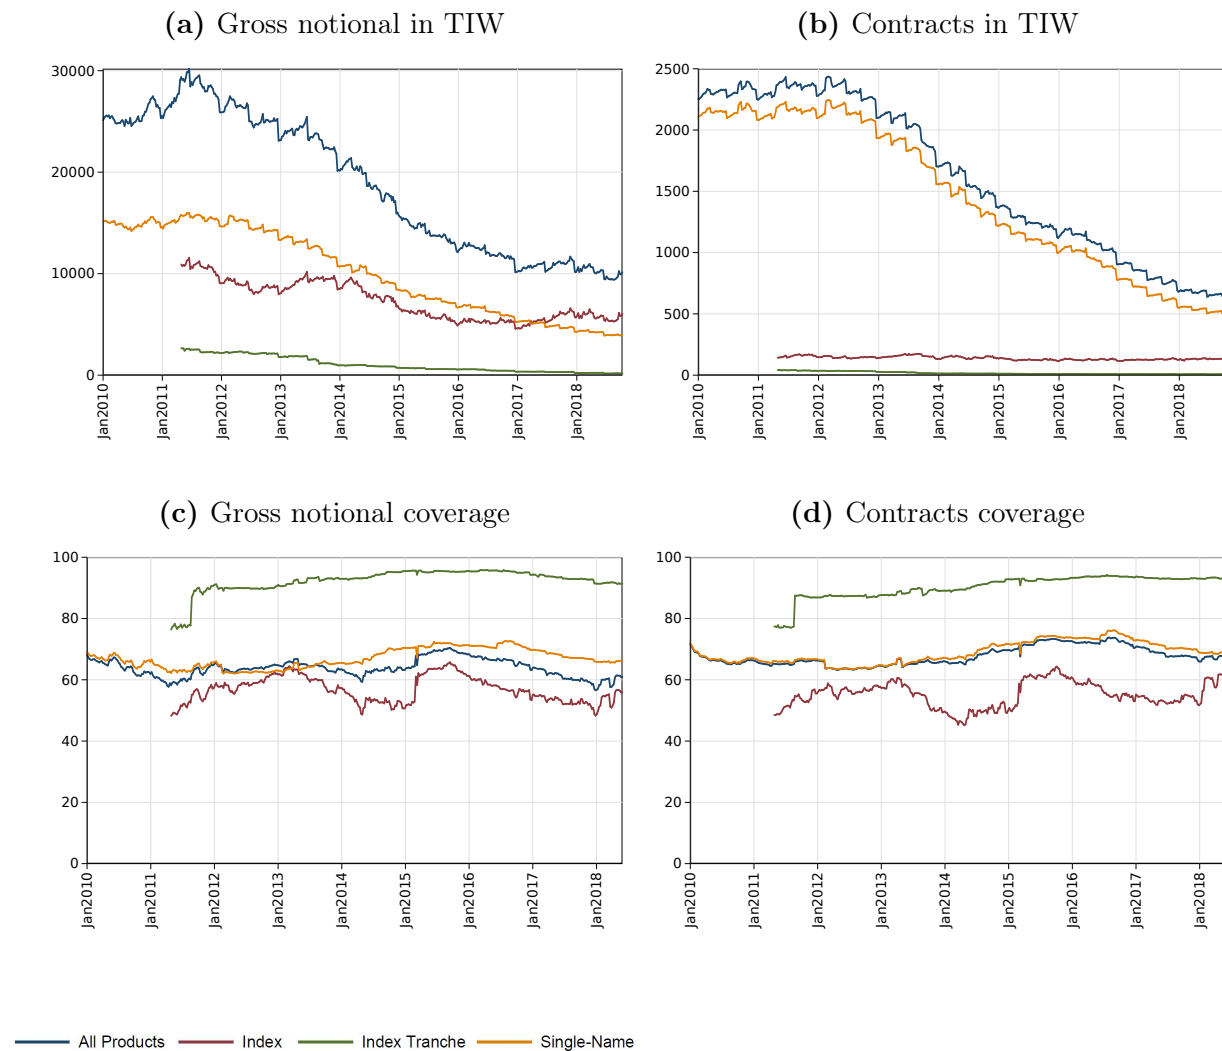 (a) Gross notional in TIW
30000
20000
10000
0
Jan2010 Jan2011 Jan2012 Jan2013 Jan2014 Jan2015 Jan2016 Jan2017 Jan2018
(b) Contracts in TIW
2500
2000
1500
1000
500
0
Jan2010 Jan2011 Jan2012 Jan2013 Jan2014 Jan2015 Jan2016 Jan2017 Jan2018
(c) Gross notional coverage
100
80
60
40
20
0
Jan2010 Jan2011 Jan2012 Jan2013 Jan2014 Jan2015 Jan2016 Jan2017 Jan2018
(d) Contracts coverage
100
80
60
40
20
0
Jan2010 Jan2011 Jan2012 Jan2013 Jan2014 Jan2015 Jan2016 Jan2017 Jan2018
All Products Index Index Tranche Single-Name